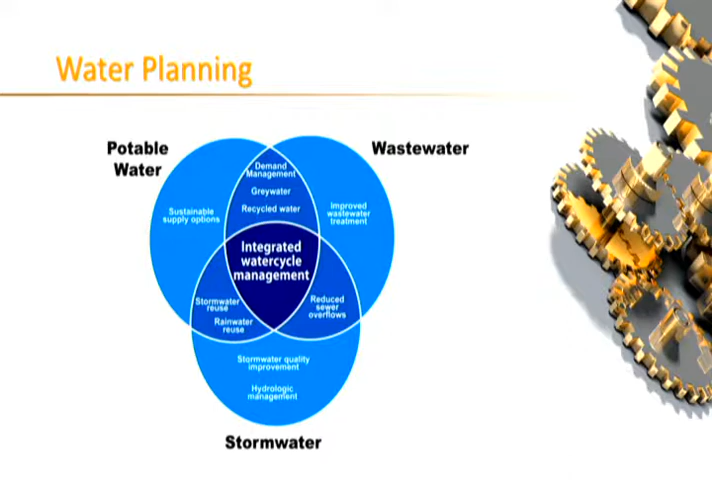 Water Planning
Potable
Water
Wastewater
Demand
Management
Greywater
Recycled water
Sustainable
supply options
Improved
wastewater
treatment
Integrated
watercycle
management
Stormwater
reuse
Rainwater
reuse
Reduced
sewer
overflows
Stormwater quality
improvement
Hydrologic
management
Stormwater